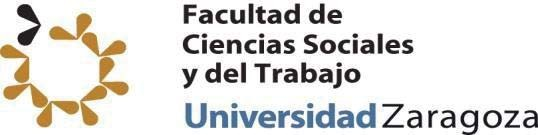 Facultad de
Ciencias Sociales
y del Trabajo
Universidad Zaragoza